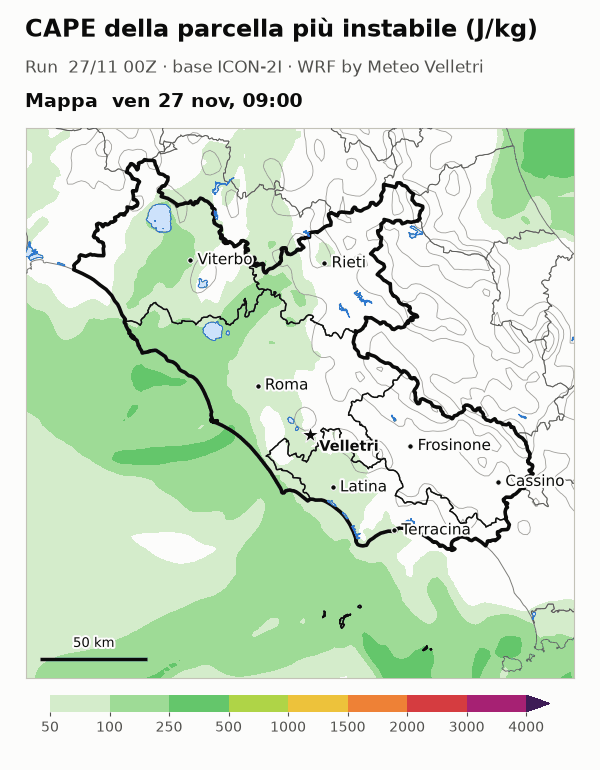 CAPE della parcella più instabile (J/kg)
Run  27/11 00Z · base ICON-2I · WRF by Meteo Velletri
Mappa  ven 27 nov, 09:00
Viterbo
Rieti
Roma
Velletri
Frosinone
Cassino
Latina
Terracina
50 km
50 100 250 500 1000 1500 2000 3000 4000